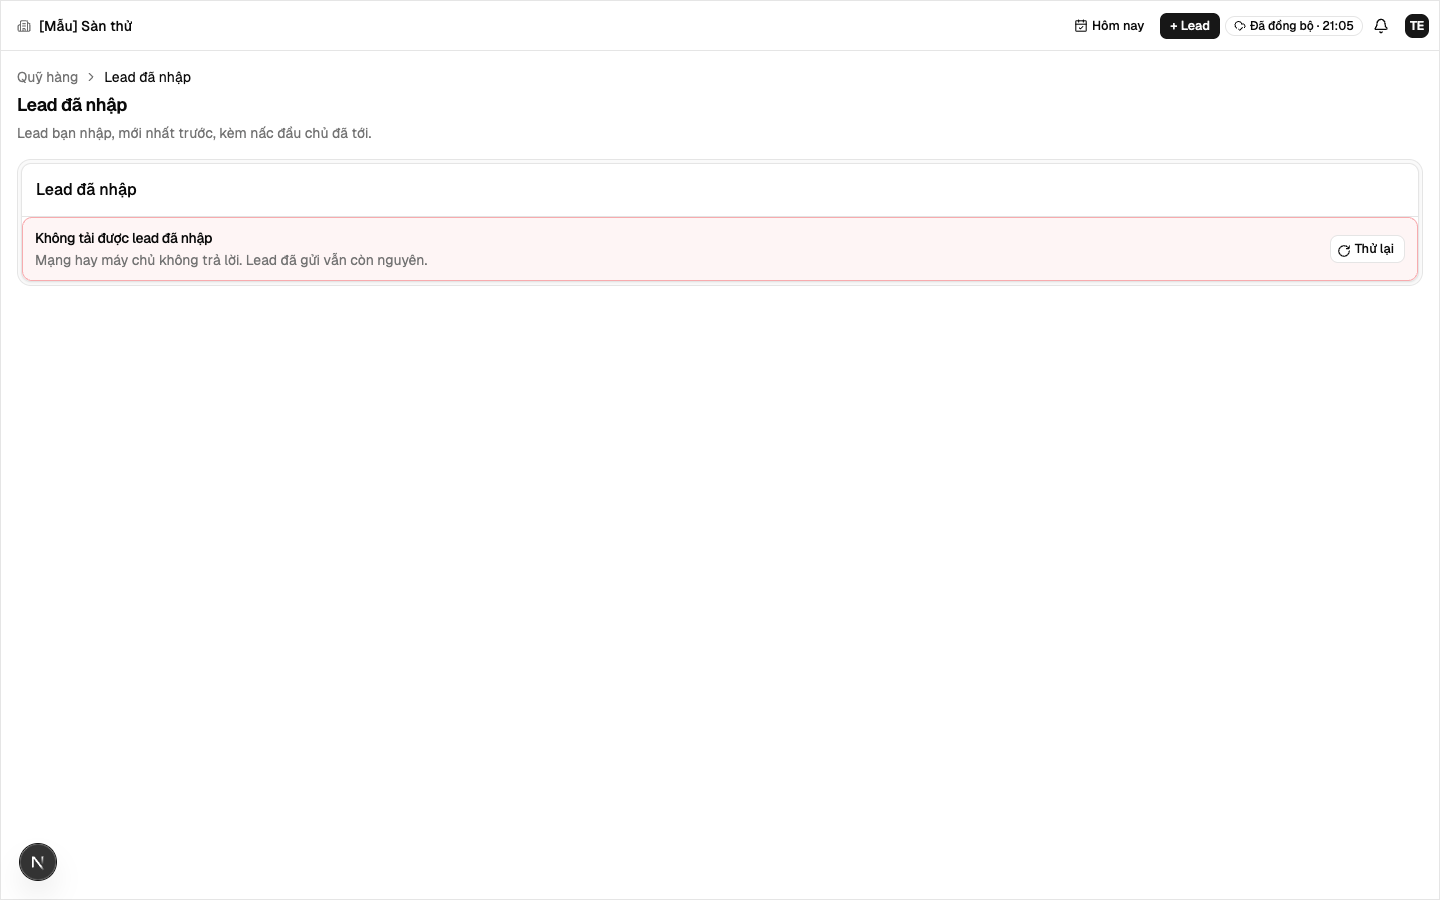 [Mẫu] Sàn thử
Hôm nay
+ Lead
Đã đồng bộ · 21:05
TE
Quỹ hàng > Lead đã nhập
Lead đã nhập
Lead bạn nhập, mới nhất trước, kèm nấc đầu chủ đã tới.
Lead đã nhập
Không tải được lead đã nhập
Mạng hay máy chủ không trả lời. Lead đã gửi vẫn còn nguyên.
Thử lại
N